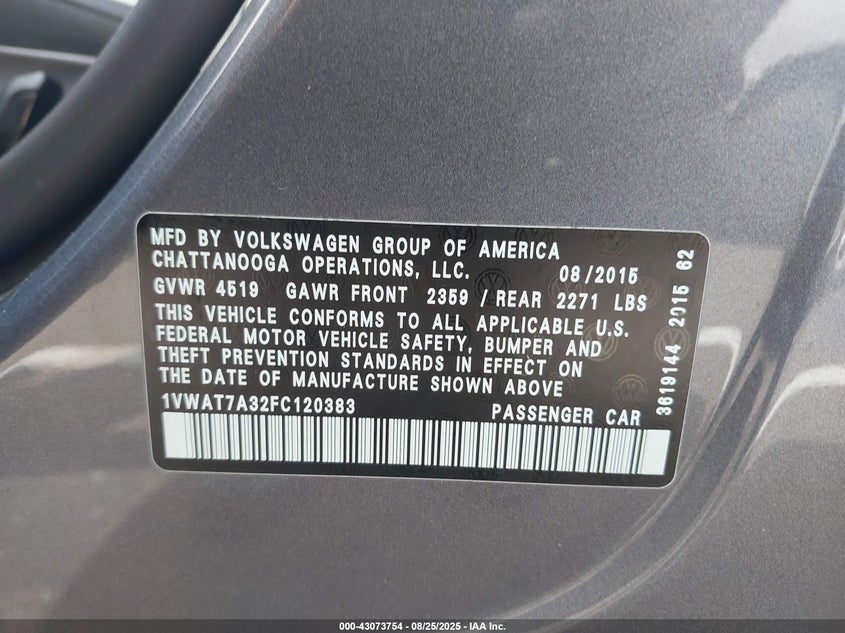 MFD BY VOLKSWAGEN GROUP OF AMERICA
CHATTANOOGA OPERATIONS, LLC. 08/2015
GVWR 4519 GAWR FRONT 2359 / REAR 2271 LBS
THIS VEHICLE CONFORMS TO ALL APPLICABLE U.S.
FEDERAL MOTOR VEHICLE SAFETY, BUMPER AND
THEFT PREVENTION STANDARDS IN EFFECT ON
THE DATE OF MANUFACTURE SHOWN ABOVE
1VWAT7A32FC120383 PASSENGER CAR
3619144 2015 62
000-43073754 - 08/25/2025 - IAA Inc.